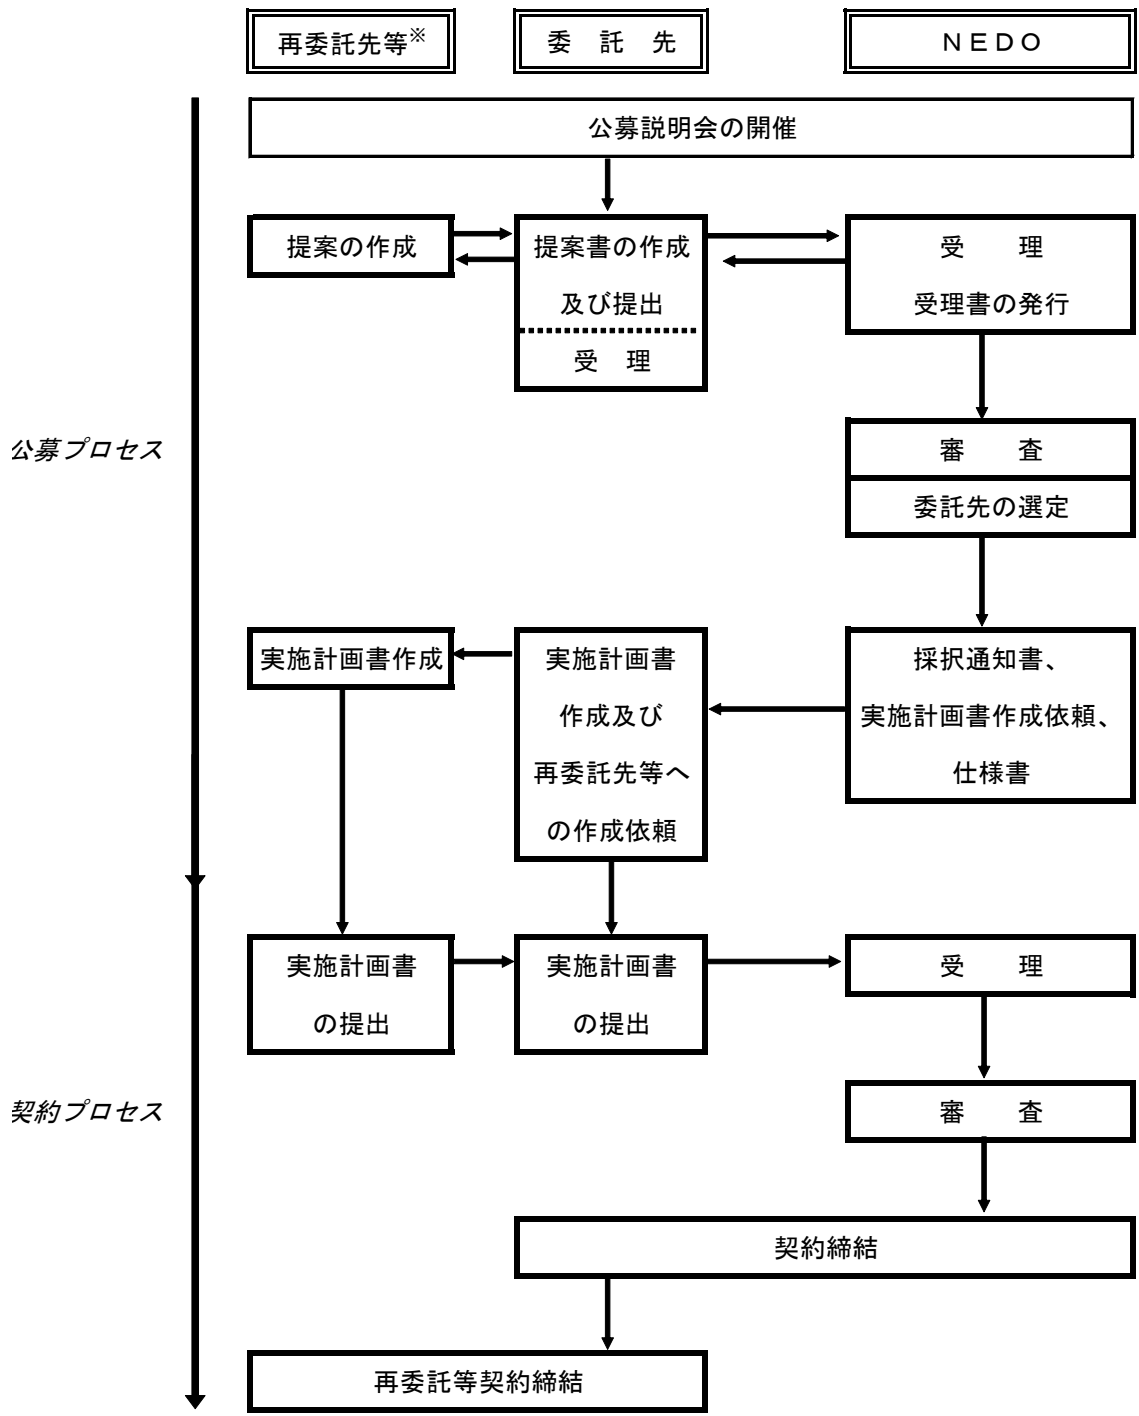 再委託先等※
委　託　先
ＮＥＤＯ
公募説明会の開催
提案の作成
提案書の作成
及び提出
受　理
受　　理
受理書の発行
公募プロセス
審　　査
委託先の選定
実施計画書作成
実施計画書
作成及び
再委託先等へ
の作成依頼
採択通知書、
実施計画書作成依頼、
仕様書
実施計画書
の提出
実施計画書
の提出
受　　理
契約プロセス
審　　査
契約締結
再委託等契約締結